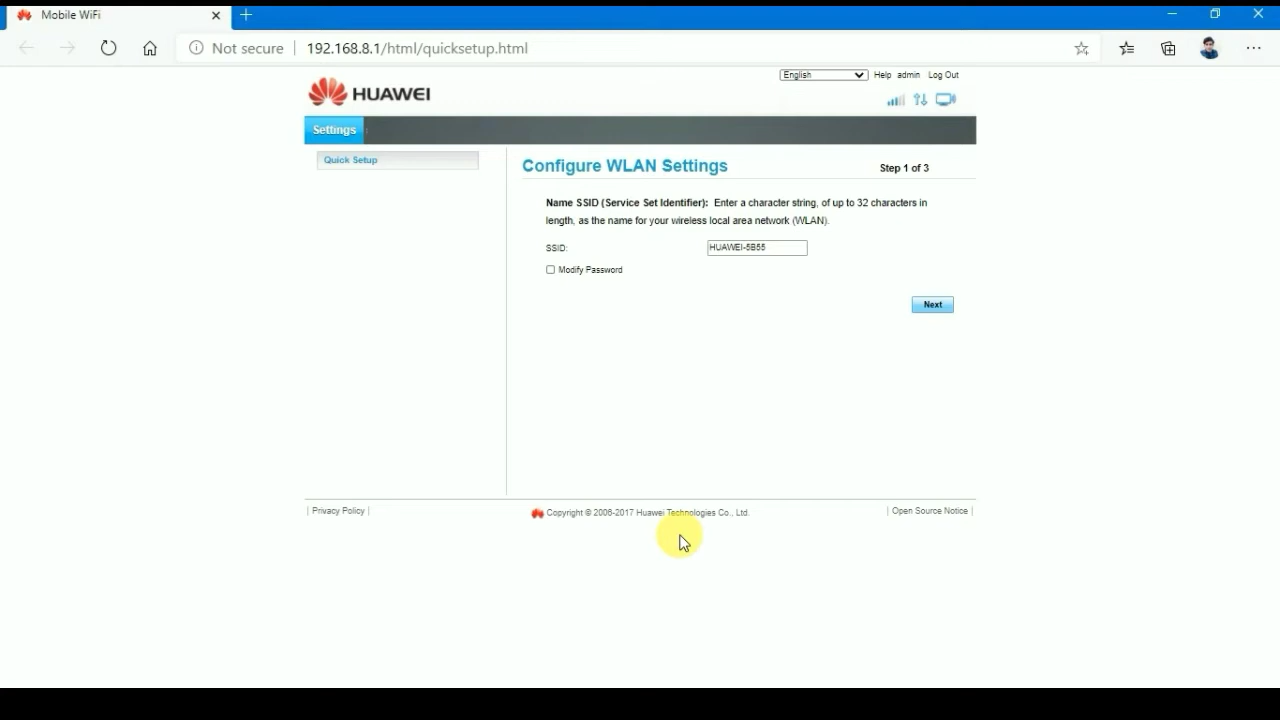 Mobile WiFi
Not secure | 192.168.8.1/html/quicksetup.html
English Help admin Log Out
HUAWEI
Settings
Quick Setup
Configure WLAN Settings Step 1 of 3
Name SSID (Service Set Identifier): Enter a character string, of up to 32 characters in
length, as the name for your wireless local area network (WLAN).
SSID: HUAWEI-5B55
Modify Password
Next
| Privacy Policy | Copyright © 2006-2017 Huawei Technologies Co., Ltd. | Open Source Notice |